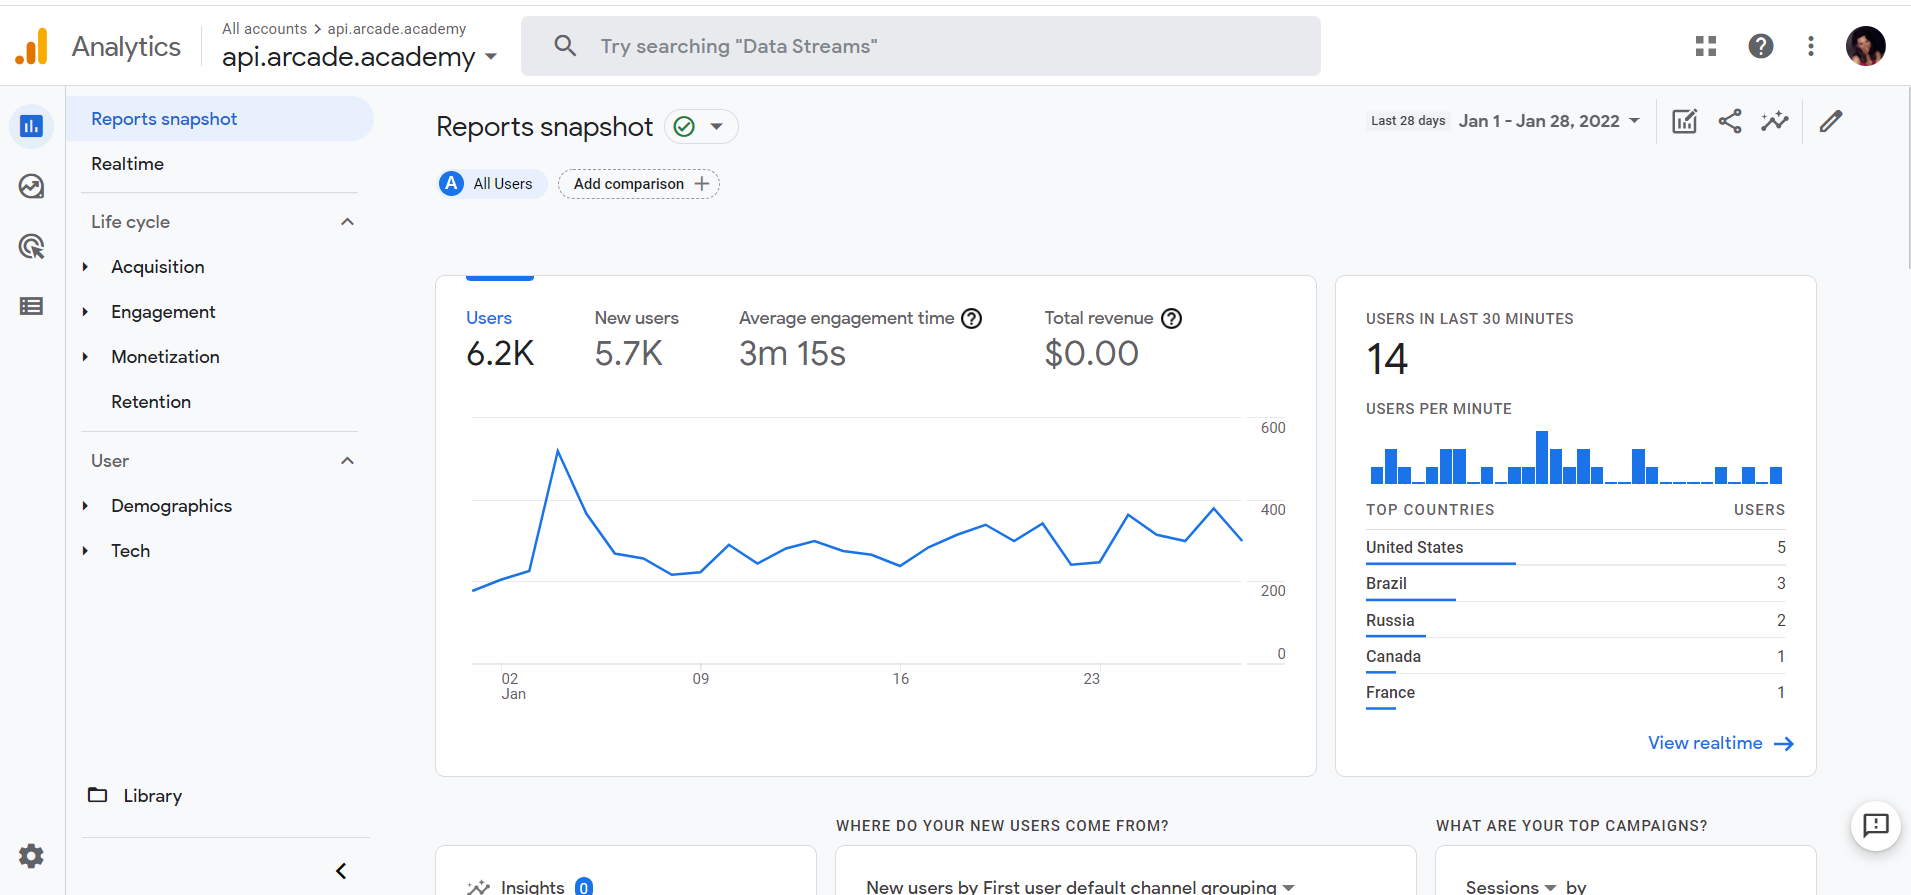 Analytics
All accounts > api.arcade.academy
api.arcade.academy
Try searching "Data Streams"
Reports snapshot
Realtime
Life cycle
Acquisition
Engagement
Monetization
Retention
User
Demographics
Tech
Library
Reports snapshot
Last 28 days Jan 1 - Jan 28, 2022
A All Users
Add comparison +
Users
6.2K
New users
5.7K
Average engagement time
3m 15s
Total revenue
$0.00
600
400
200
0
02
Jan
09
16
23
USERS IN LAST 30 MINUTES
14
USERS PER MINUTE
TOP COUNTRIES USERS
United States 5
Brazil 3
Russia 2
Canada 1
France 1
View realtime
Insights 0
WHERE DO YOUR NEW USERS COME FROM?
New users by First user default channel grouping
WHAT ARE YOUR TOP CAMPAIGNS?
Sessions by